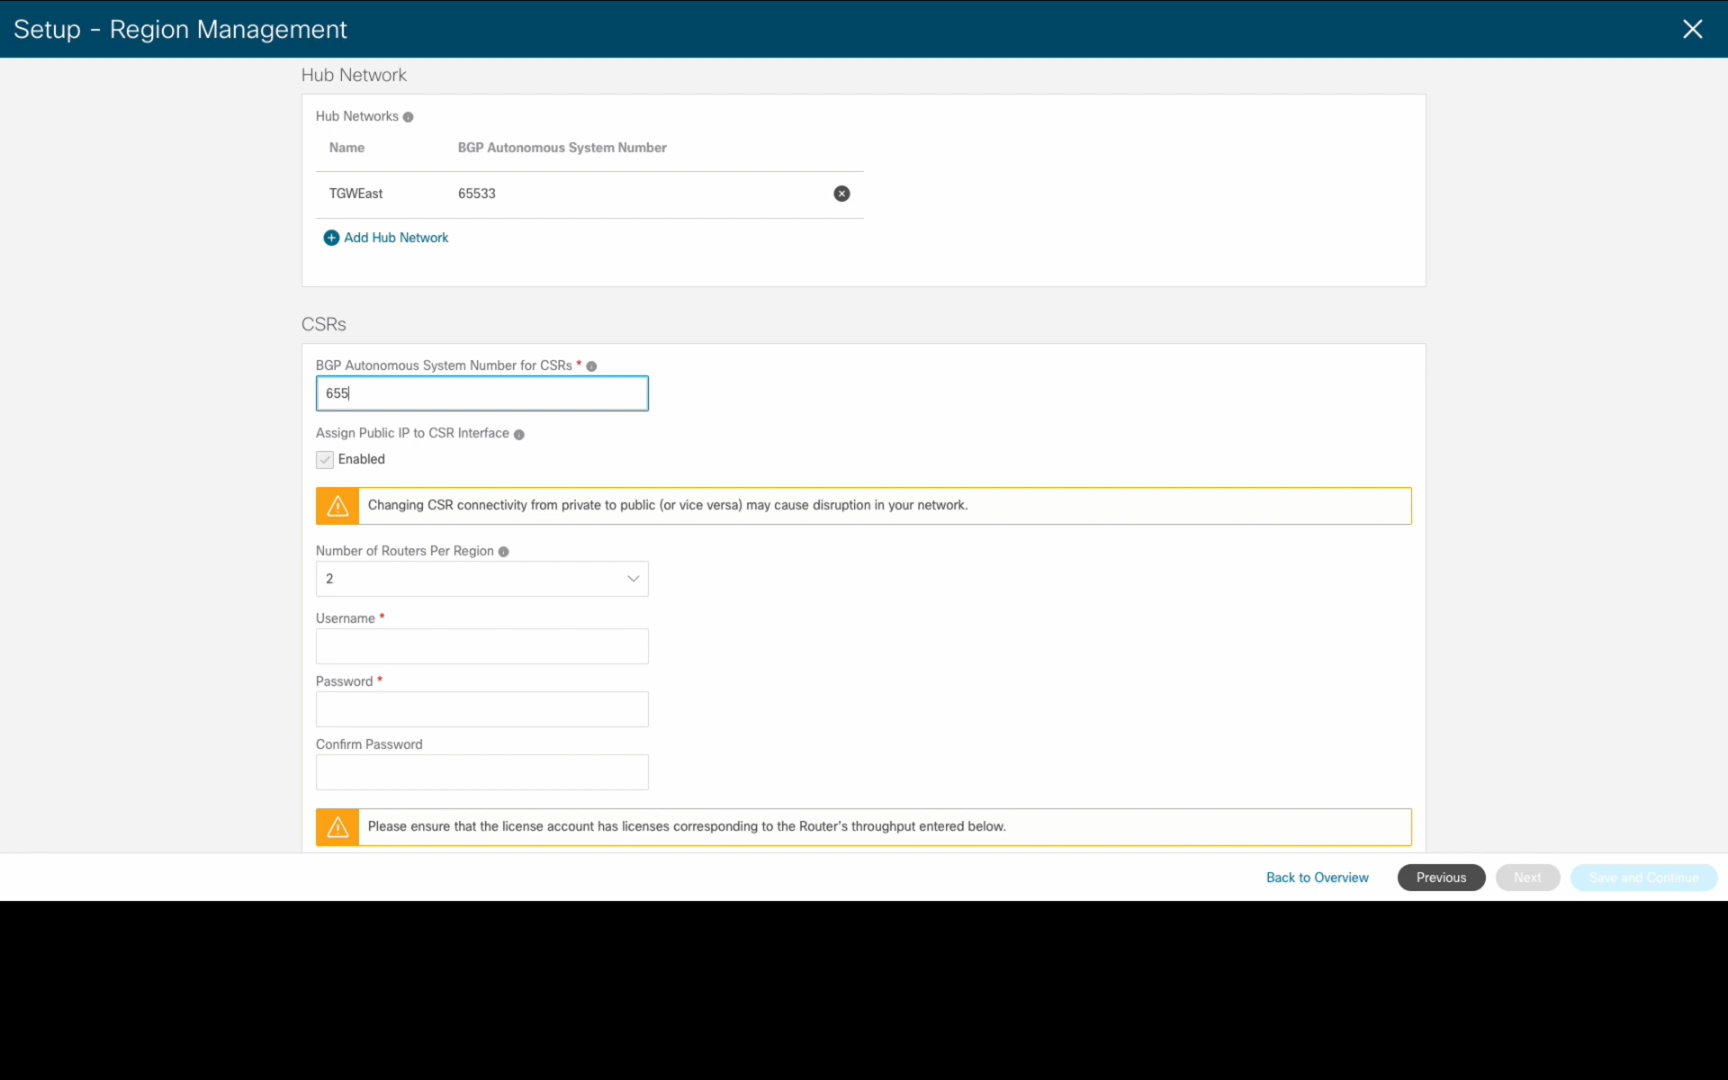 Setup - Region Management
Hub Network
Hub Networks
Name BGP Autonomous System Number
TGWEast 65533
Add Hub Network
CSRs
BGP Autonomous System Number for CSRs *
655
Assign Public IP to CSR Interface
Enabled
Changing CSR connectivity from private to public (or vice versa) may cause disruption in your network.
Number of Routers Per Region
2
Username *
Password *
Confirm Password
Please ensure that the license account has licenses corresponding to the Router's throughput entered below.
Back to Overview Previous Next Save and Continue